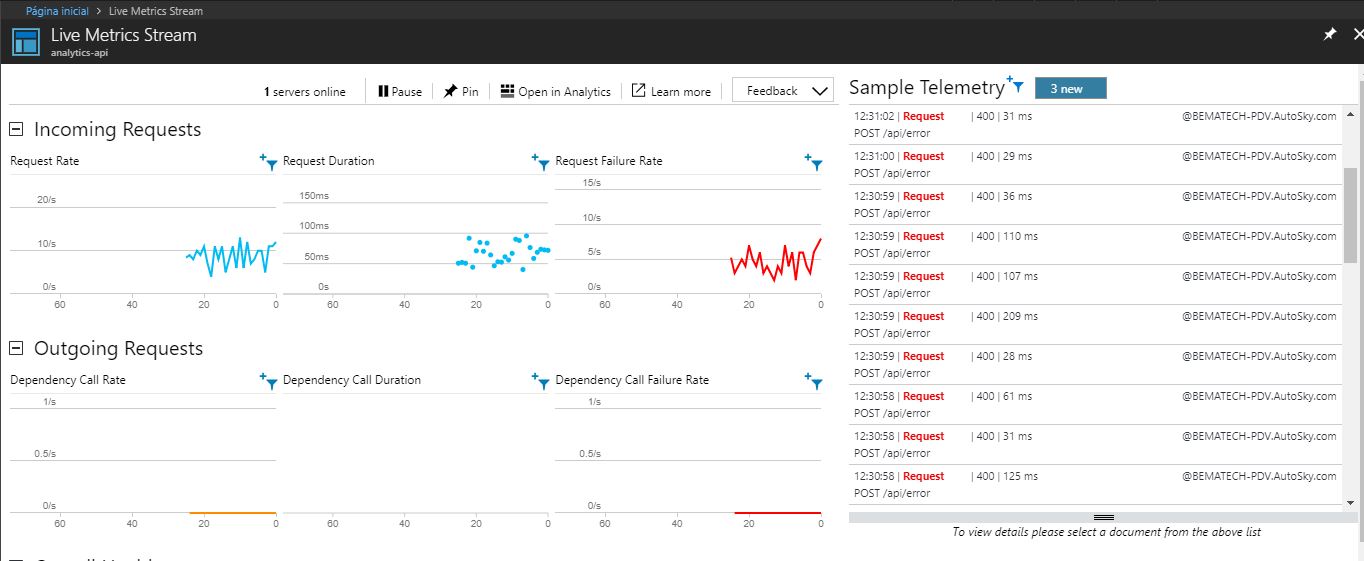 Página inicial > Live Metrics Stream
Live Metrics Stream
analytics-api
1 servers online
Pause
Pin
Open in Analytics
Learn more
Feedback
Incoming Requests
Request Rate
20/s
10/s
0/s
60 40 20 0
Request Duration
150ms
100ms
50ms
0s
60 40 20 0
Request Failure Rate
15/s
10/s
5/s
0/s
60 40 20 0
Outgoing Requests
Dependency Call Rate
1/s
0.5/s
0/s
60 40 20 0
Dependency Call Duration
60 40 20 0
Dependency Call Failure Rate
1/s
0.5/s
0/s
60 40 20 0
Sample Telemetry
3 new
12:31:02 | Request | 400 | 31 ms @BEMATECH-PDV.AutoSky.com
POST /api/error
12:31:00 | Request | 400 | 29 ms @BEMATECH-PDV.AutoSky.com
POST /api/error
12:30:59 | Request | 400 | 36 ms @BEMATECH-PDV.AutoSky.com
POST /api/error
12:30:59 | Request | 400 | 110 ms @BEMATECH-PDV.AutoSky.com
POST /api/error
12:30:59 | Request | 400 | 107 ms @BEMATECH-PDV.AutoSky.com
POST /api/error
12:30:59 | Request | 400 | 209 ms @BEMATECH-PDV.AutoSky.com
POST /api/error
12:30:59 | Request | 400 | 28 ms @BEMATECH-PDV.AutoSky.com
POST /api/error
12:30:58 | Request | 400 | 61 ms @BEMATECH-PDV.AutoSky.com
POST /api/error
12:30:58 | Request | 400 | 31 ms @BEMATECH-PDV.AutoSky.com
POST /api/error
12:30:58 | Request | 400 | 125 ms @BEMATECH-PDV.AutoSky.com
POST /api/error
To view details please select a document from the above list